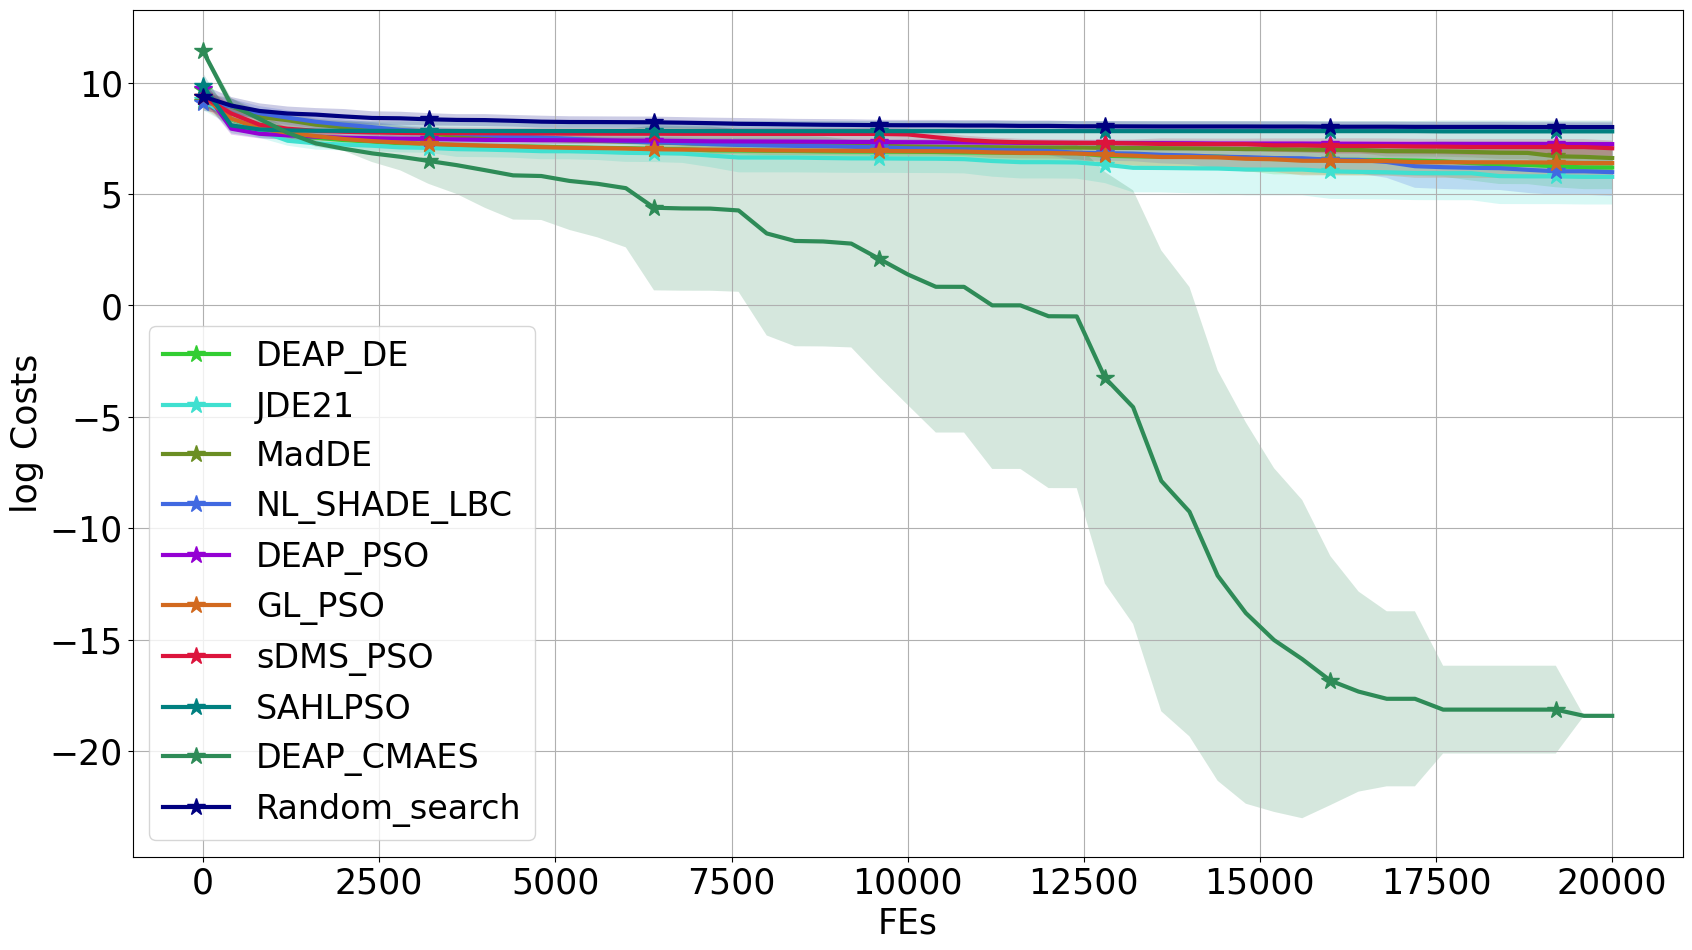 log Costs
10
5
0
−5
−10
−15
−20
DEAP_DE
JDE21
MadDE
NL_SHADE_LBC
DEAP_PSO
GL_PSO
sDMS_PSO
SAHLPSO
DEAP_CMAES
Random_search
0 2500 5000 7500 10000 12500 15000 17500 20000
FEs